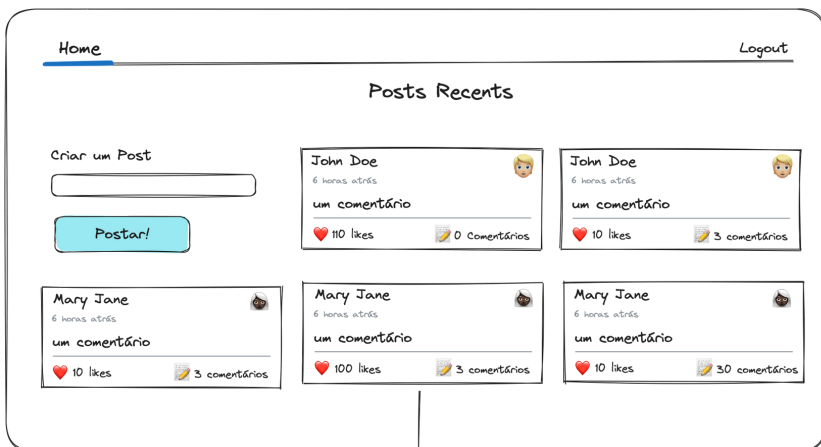 Home
Logout
Posts Recents
Criar um Post
Postar!
John Doe
6 horas atrás
um comentário
110 likes
0 Comentários
John Doe
6 horas atrás
um comentário
10 likes
3 comentários
Mary Jane
6 horas atrás
um comentário
10 likes
3 comentários
Mary Jane
6 horas atrás
um comentário
100 likes
3 comentários
Mary Jane
6 horas atrás
um comentário
10 likes
30 comentários